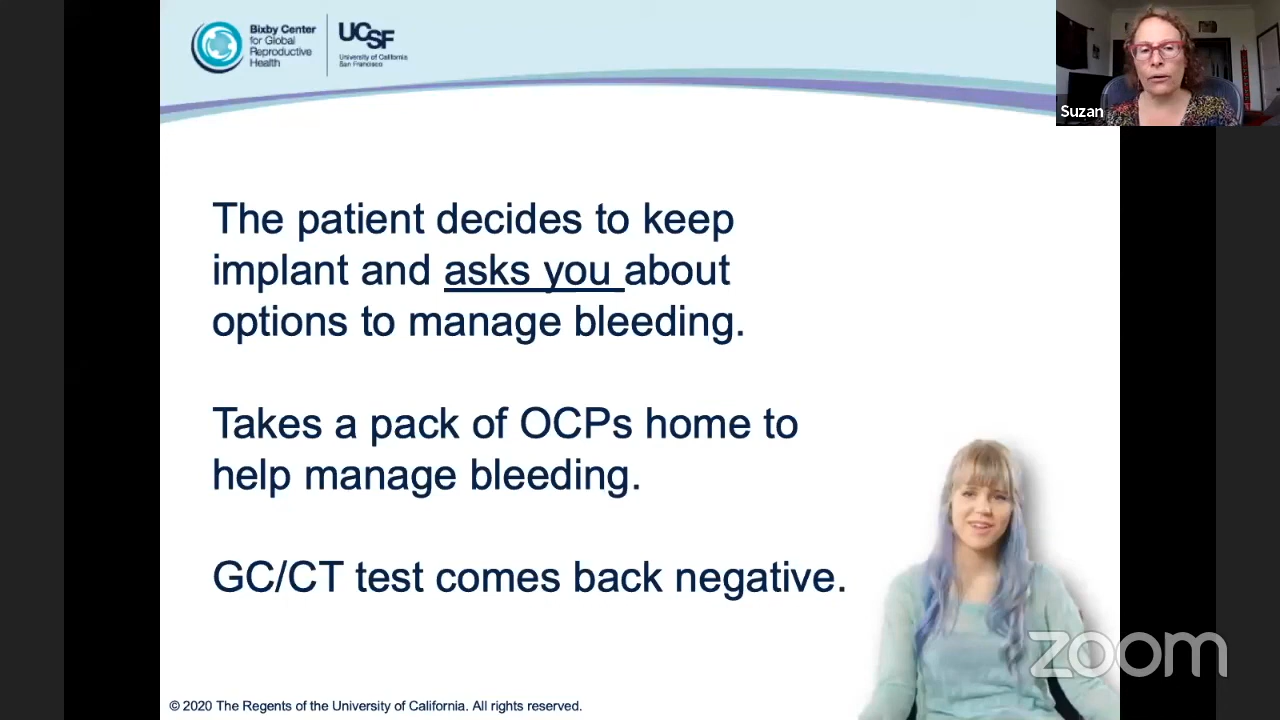 Bixby Center
for Global
Reproductive
Health
UCSF
University of California
San Francisco
Suzan
The patient decides to keep
implant and asks you about
options to manage bleeding.
Takes a pack of OCPs home to
help manage bleeding.
GC/CT test comes back negative.
zoom
© 2020 The Regents of the University of California. All rights reserved.